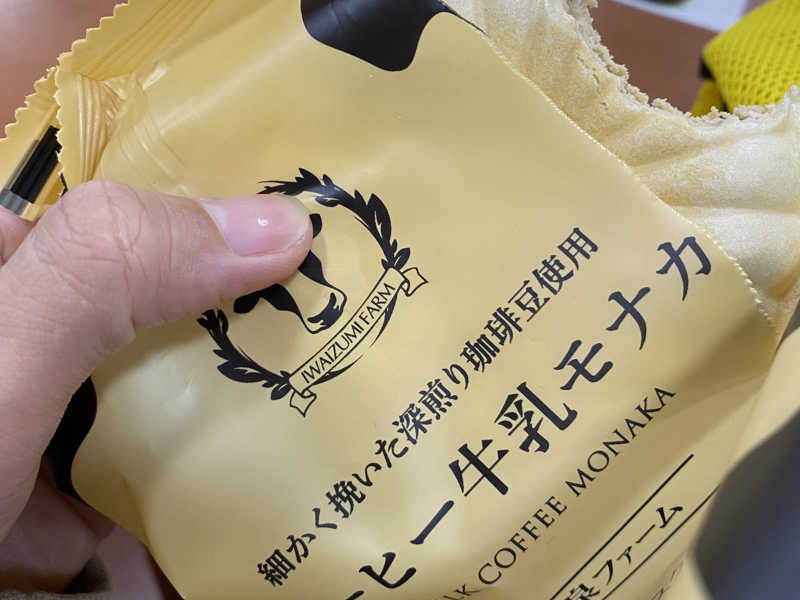 IWAIZUMI FARM
細かく挽いた深煎り珈琲豆使用
ーヒー牛乳モナカ
COFFEE MONAKA
泉ファーム